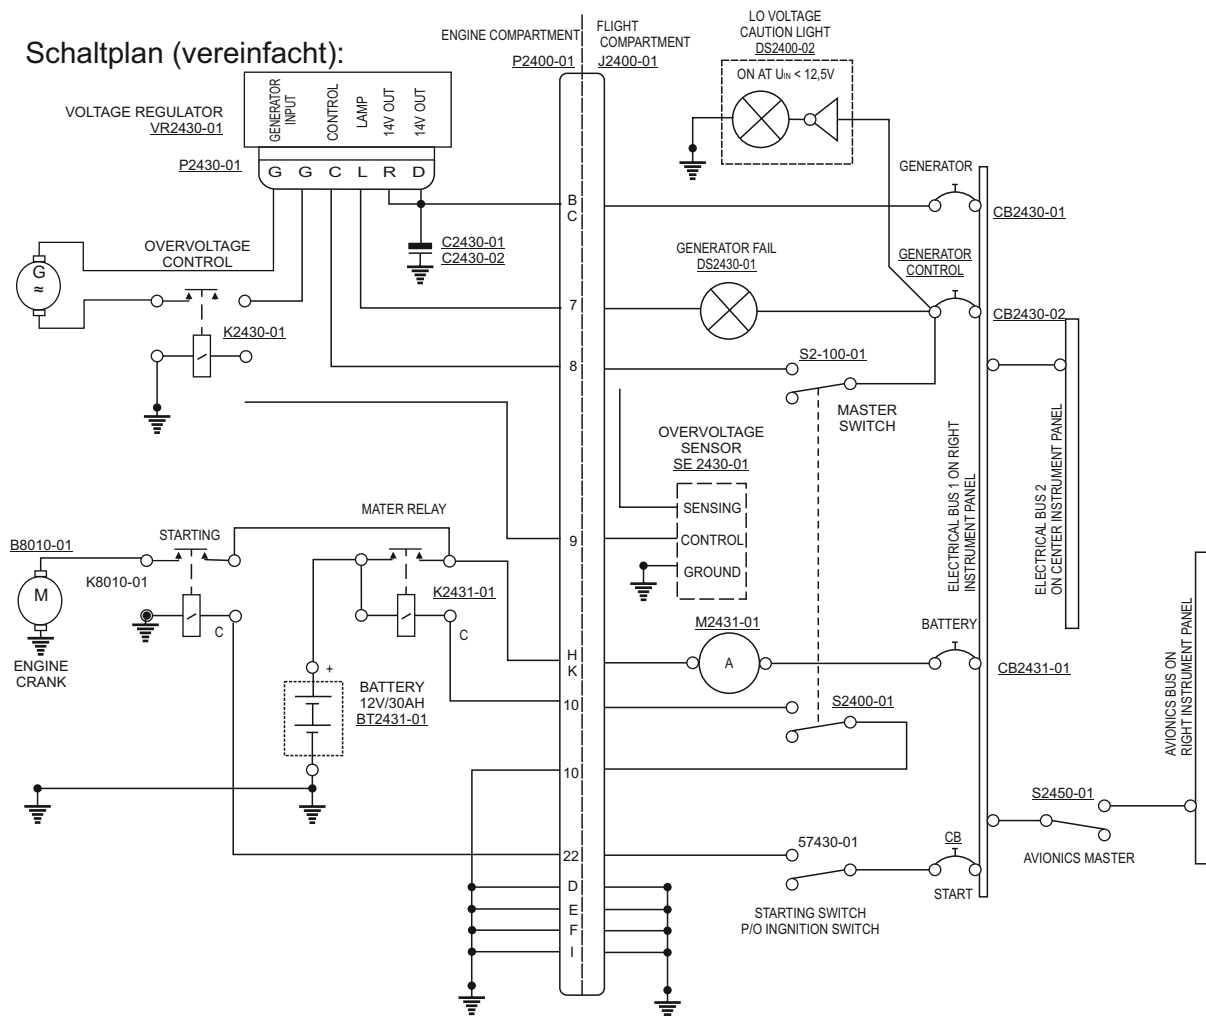 Schaltplan (vereinfacht):
ENGINE COMPARTMENT
P2400-01
FLIGHT
COMPARTMENT
J2400-01
LO VOLTAGE
CAUTION LIGHT
DS2400-02
ON AT UIN < 12,5V
VOLTAGE REGULATOR
VR2430-01
GENERATOR
INPUT
CONTROL
LAMP
14V OUT
14V OUT
P2430-01
G G C L R D
GENERATOR
CB2430-01
B
C
C2430-01
C2430-02
OVERVOLTAGE
CONTROL
G
≈
K2430-01
GENERATOR FAIL
DS2430-01
GENERATOR
CONTROL
CB2430-02
7
8
S2-100-01
MASTER
SWITCH
OVERVOLTAGE
SENSOR
SE 2430-01
SENSING
CONTROL
GROUND
9
ELECTRICAL BUS 1 ON RIGHT
INSTRUMENT PANEL
ELECTRICAL BUS 2
ON CENTER INSTRUMENT PANEL
MATER RELAY
STARTING
B8010-01
K8010-01
M
C
ENGINE
CRANK
K2431-01
C
M2431-01
A
BATTERY
CB2431-01
H
K
+
BATTERY
12V/30AH
BT2431-01
10
S2400-01
10
AVIONICS BUS ON
RIGHT INSTRUMENT PANEL
S2450-01
AVIONICS MASTER
22
57430-01
CB
START
STARTING SWITCH
P/O INGNITION SWITCH
D
E
F
I